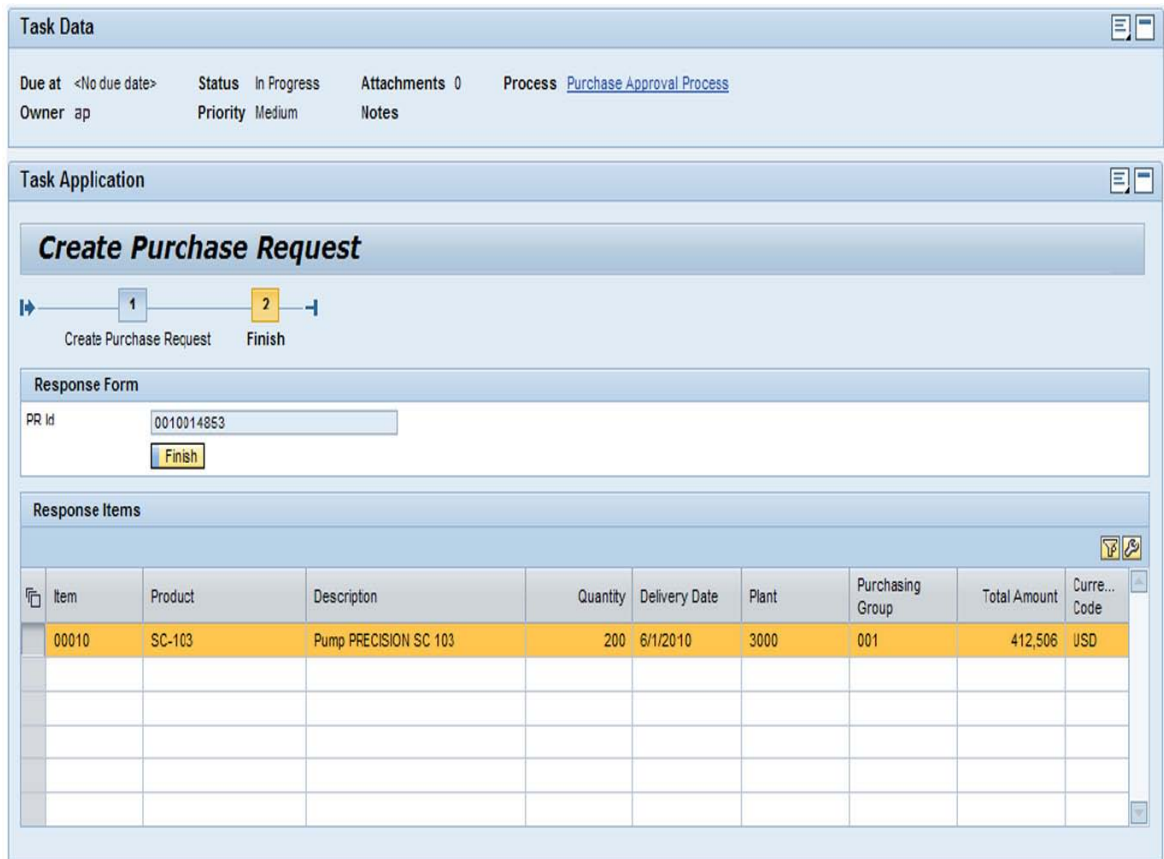 Task Data
Due at <No due date> Status In Progress Attachments 0 Process Purchase Approval Process
Owner ap Priority Medium Notes
Task Application
Create Purchase Request
1 2
Create Purchase Request Finish
Response Form
PR Id 0010014853
Finish
Response Items
Item Product Description Quantity Delivery Date Plant Purchasing Group Total Amount Curre... Code
00010 SC-103 Pump PRECISION SC 103 200 6/1/2010 3000 001 412,506 USD